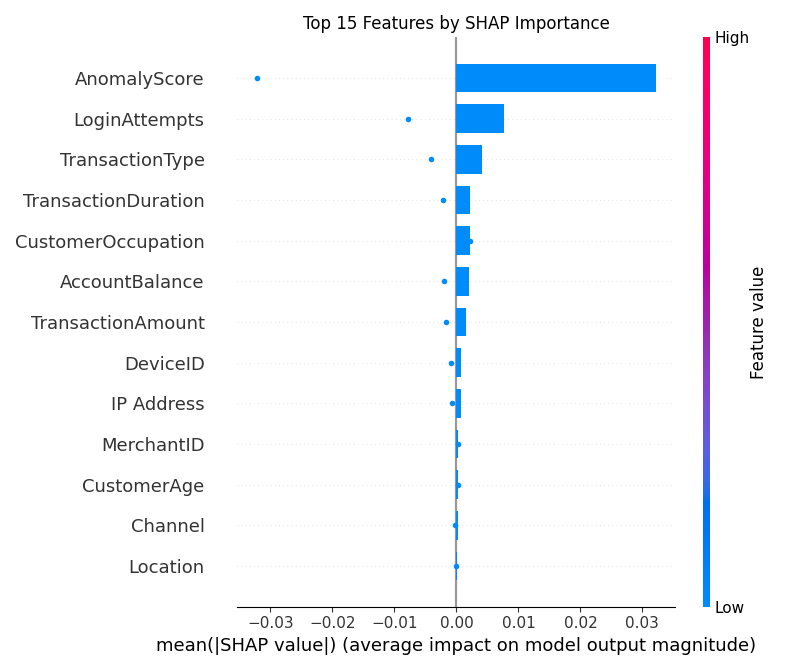 Top 15 Features by SHAP Importance
High
AnomalyScore
LoginAttempts
TransactionType
TransactionDuration
CustomerOccupation
AccountBalance
TransactionAmount
DeviceID
IP Address
MerchantID
CustomerAge
Channel
Location
Feature value
Low
−0.03 −0.02 −0.01 0.00 0.01 0.02 0.03
mean(|SHAP value|) (average impact on model output magnitude)